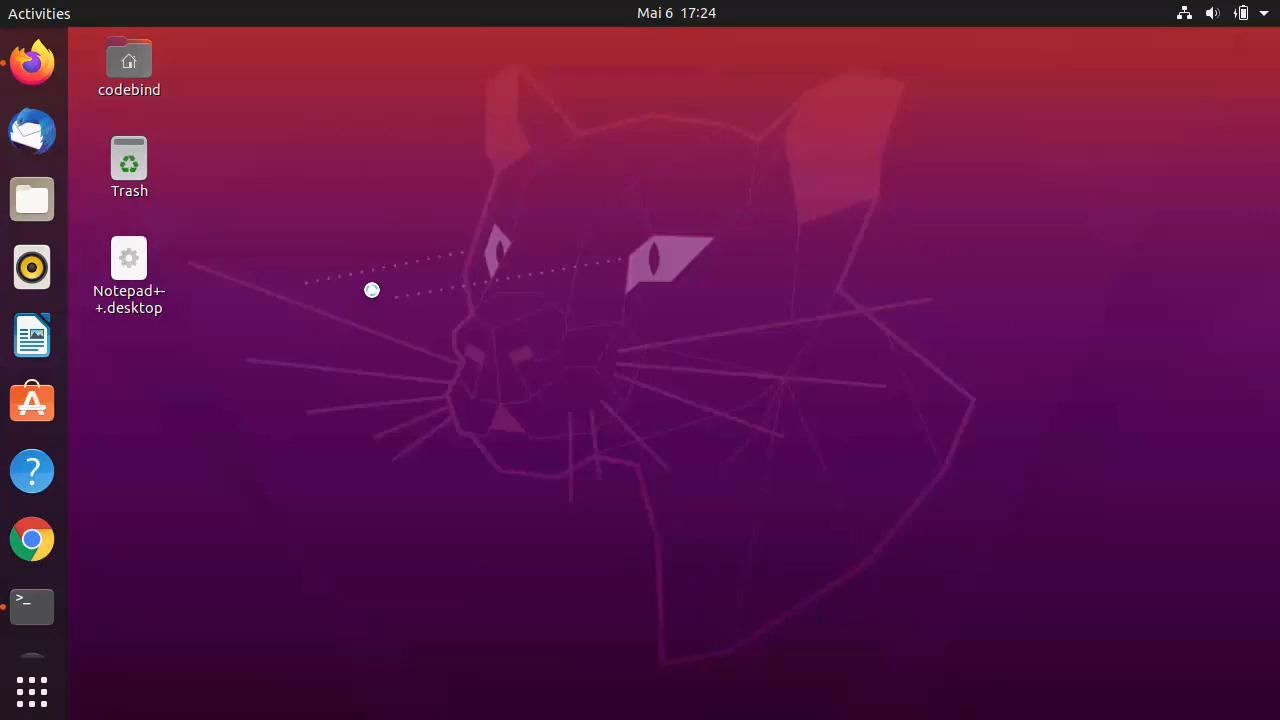 Activities
Mai 6 17:24
codebind
Trash
Notepad+-
+.desktop
>_
?